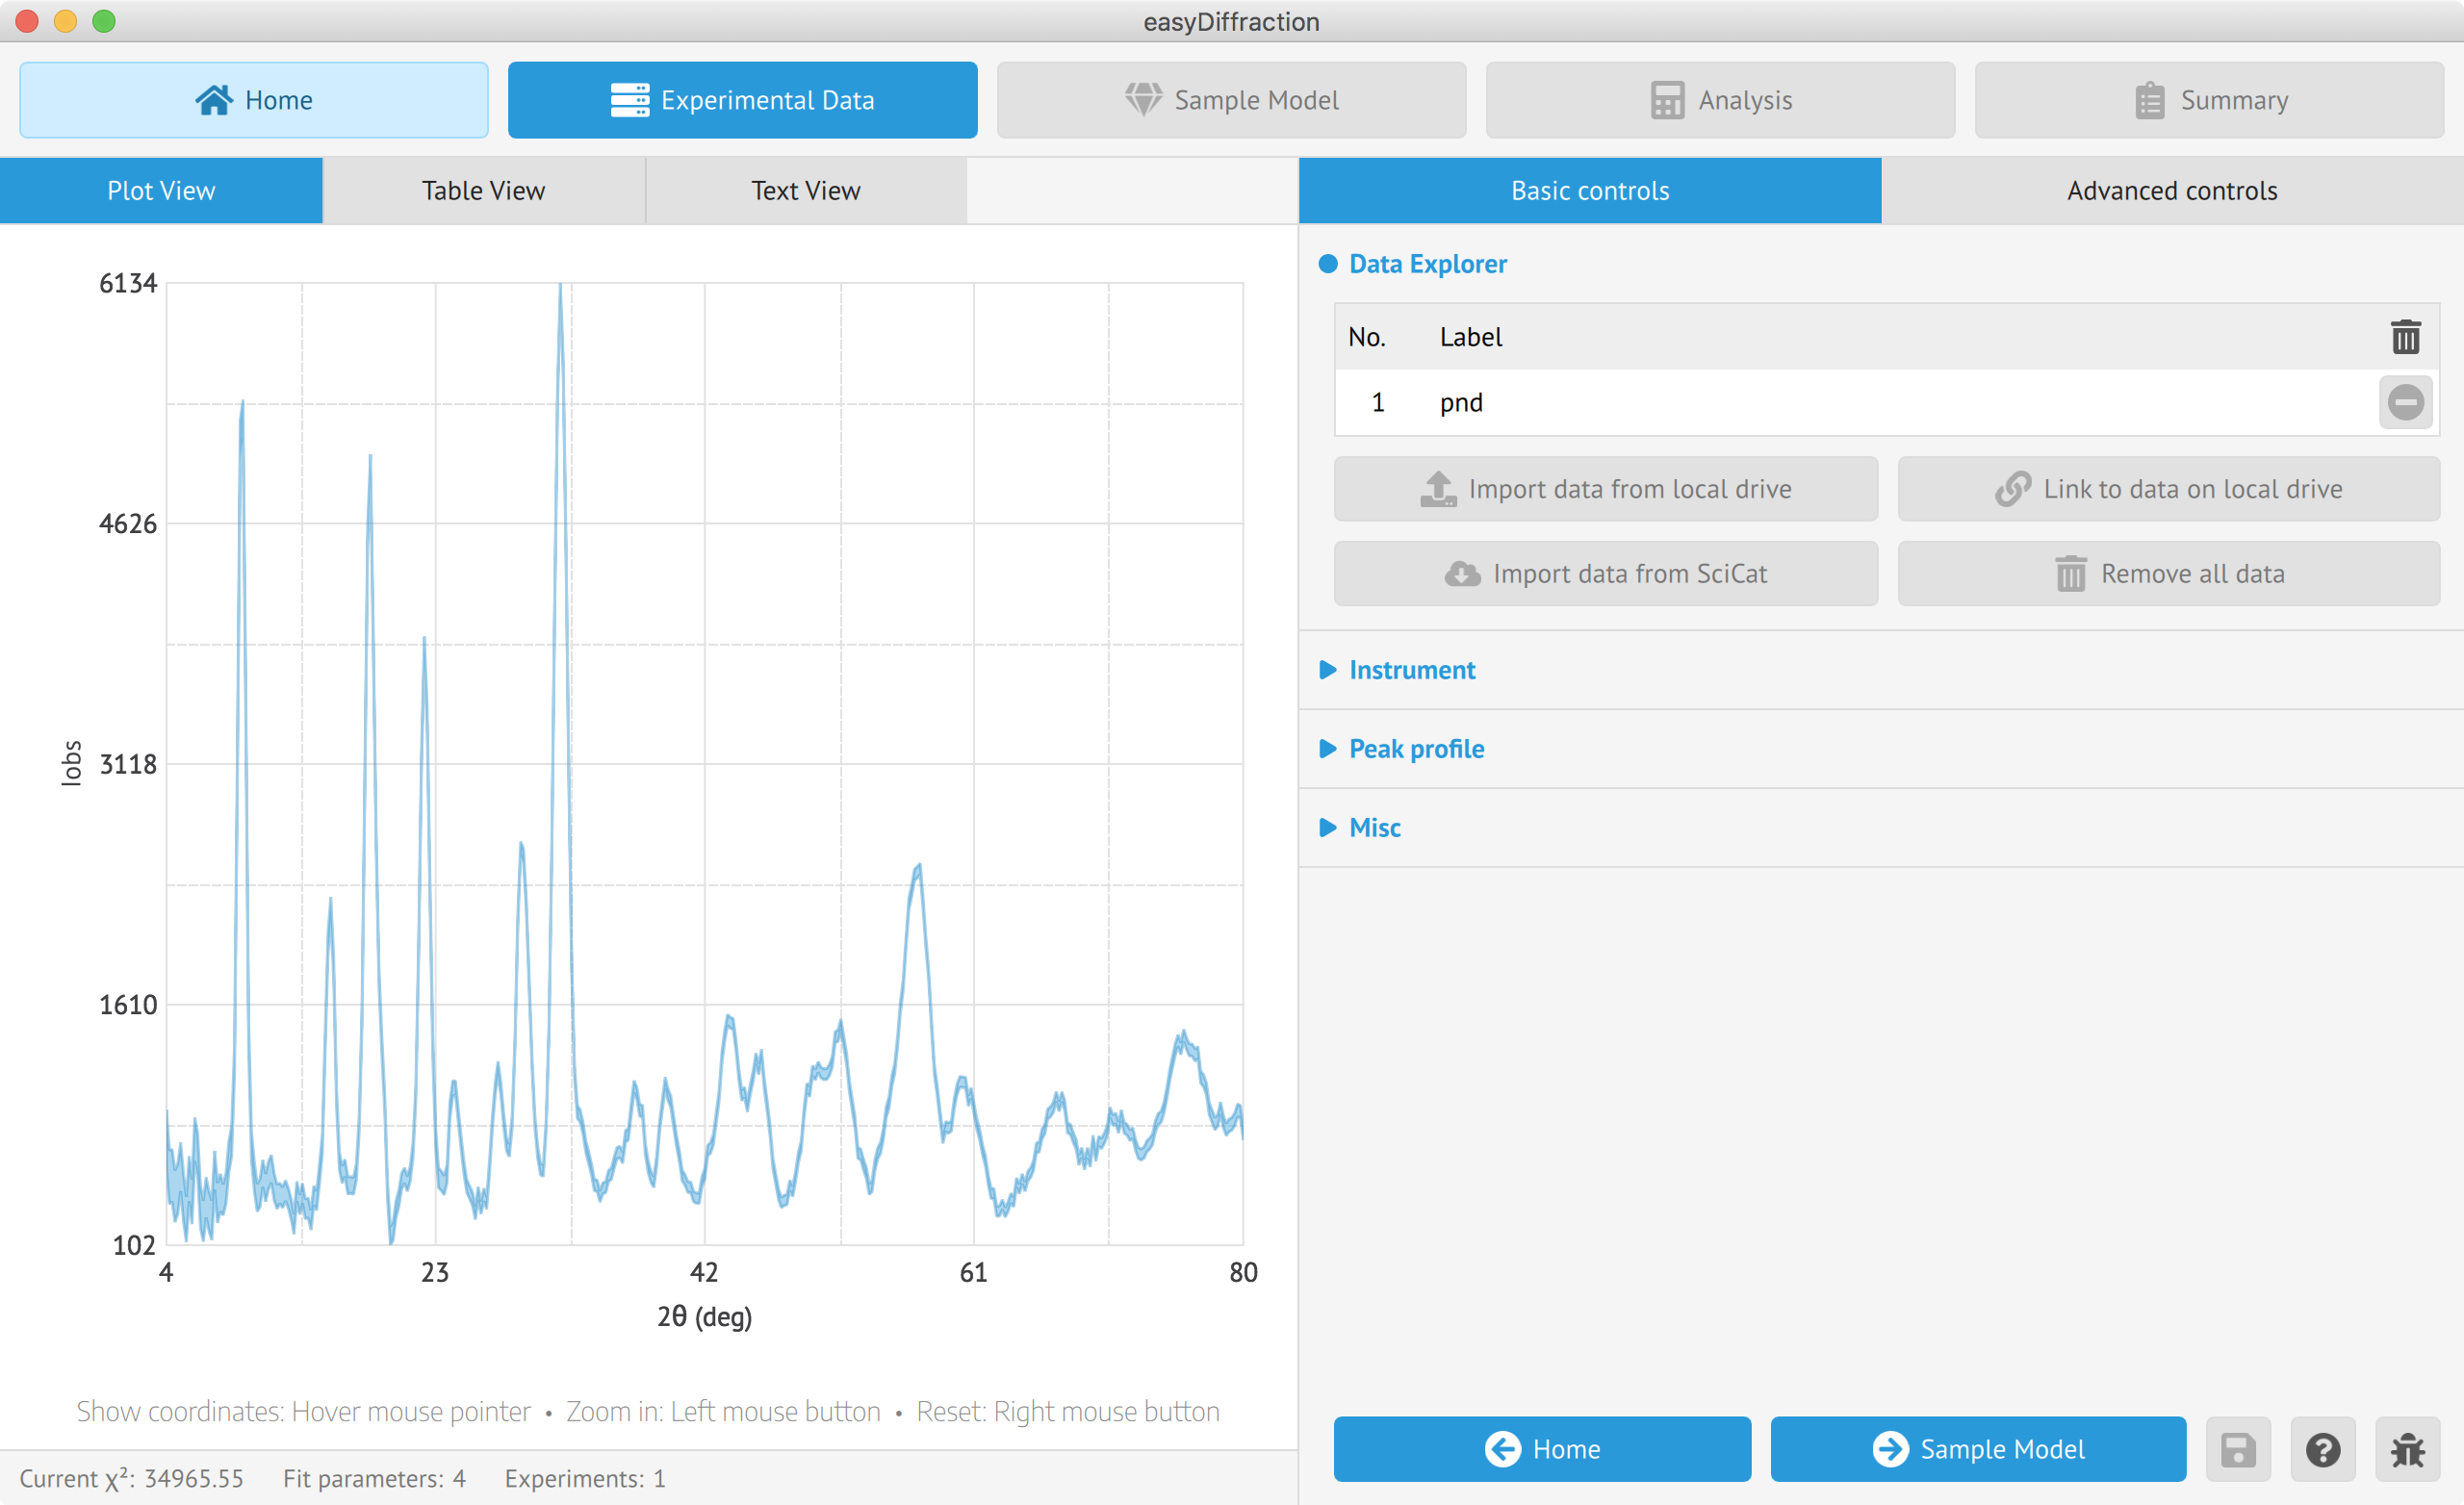 easyDiffraction
Home
Experimental Data
Sample Model
Analysis
Summary
Plot View
Table View
Text View
Basic controls
Advanced controls
6134
4626
3118
1610
102
Iobs
4 23 42 61 80
2θ (deg)
Show coordinates: Hover mouse pointer • Zoom in: Left mouse button • Reset: Right mouse button
Current χ²: 34965.55 Fit parameters: 4 Experiments: 1
Data Explorer
No. Label
1 pnd
Import data from local drive
Link to data on local drive
Import data from SciCat
Remove all data
Instrument
Peak profile
Misc
Home
Sample Model